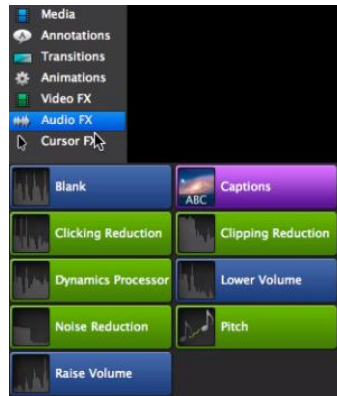 Media
Annotations
Transitions
Animations
Video FX
Audio FX
Cursor FX
Blank
ABC
Captions
Clicking Reduction
Clipping Reduction
Dynamics Processor
Lower Volume
Noise Reduction
Pitch
Raise Volume